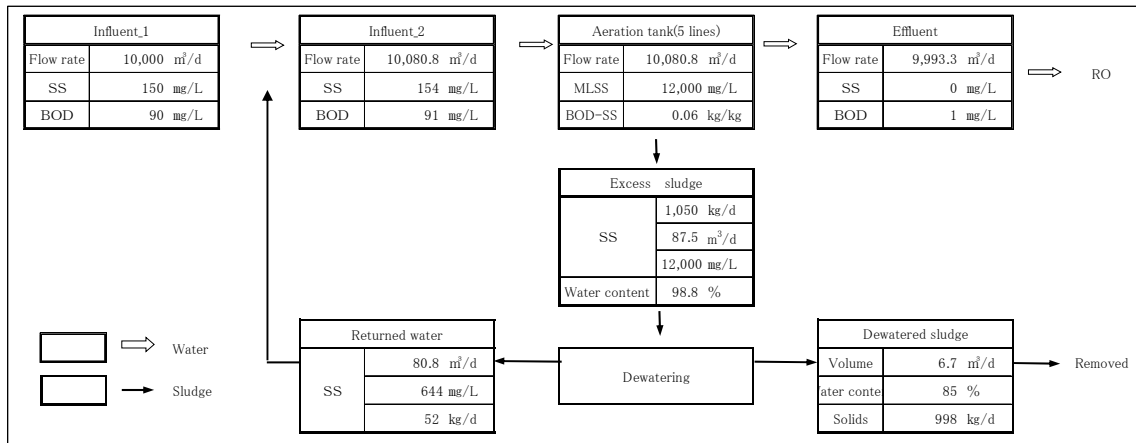 Influent_1
Flow rate 10,000 m³/d
SS 150 mg/L
BOD 90 mg/L
Influent_2
Flow rate 10,080.8 m³/d
SS 154 mg/L
BOD 91 mg/L
Aeration tank(5 lines)
Flow rate 10,080.8 m³/d
MLSS 12,000 mg/L
BOD-SS 0.06 kg/kg
Effluent
Flow rate 9,993.3 m³/d
SS 0 mg/L
BOD 1 mg/L
RO
Excess sludge
SS
1,050 kg/d
87.5 m³/d
12,000 mg/L
Water content 98.8 %
Returned water
SS
80.8 m³/d
644 mg/L
52 kg/d
Dewatering
Dewatered sludge
Volume 6.7 m³/d
ater conte 85 %
Solids 998 kg/d
Removed
Water
Sludge